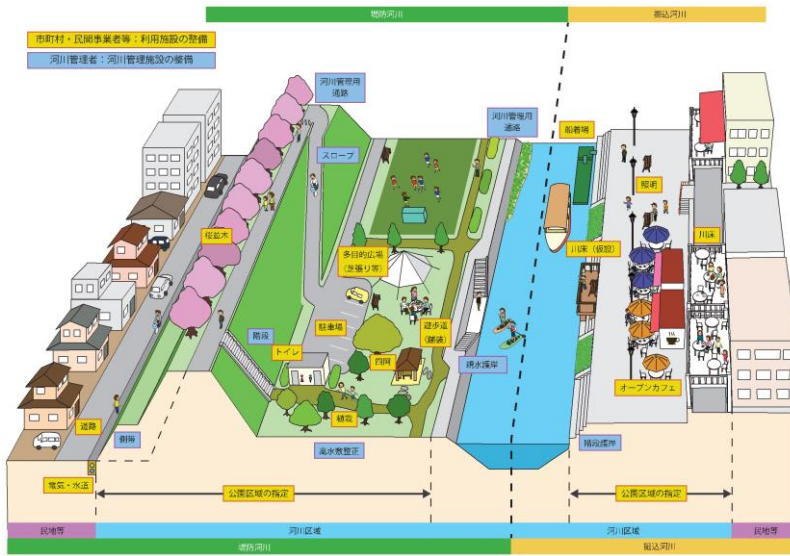 堤防河川
掘込河川
市町村・民間事業者等：利用施設の整備
河川管理者：河川管理施設の整備
河川管理用
通路
河川管理用
通路
船着場
スロープ
照明
桜並木
川床（仮設）
川床
多目的広場
（芝張り等）
階段
駐車場
遊歩道
（舗装）
トイレ
四阿
親水護岸
オープンカフェ
植栽
道路
側帯
高水敷整正
階段護岸
電気・水道
公園区域の指定
公園区域の指定
民地等
河川区域
河川区域
民地等
堤防河川
掘込河川